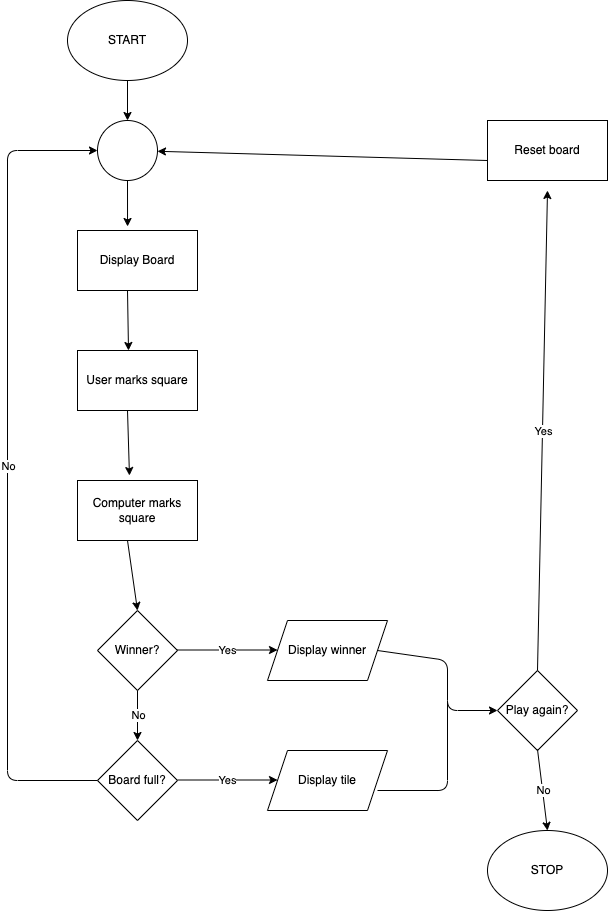 START
Reset board
Display Board
User marks square
Yes
No
Computer marks
square
Winner?
Yes
Display winner
No
Play again?
Board full?
Yes
Display tile
No
STOP